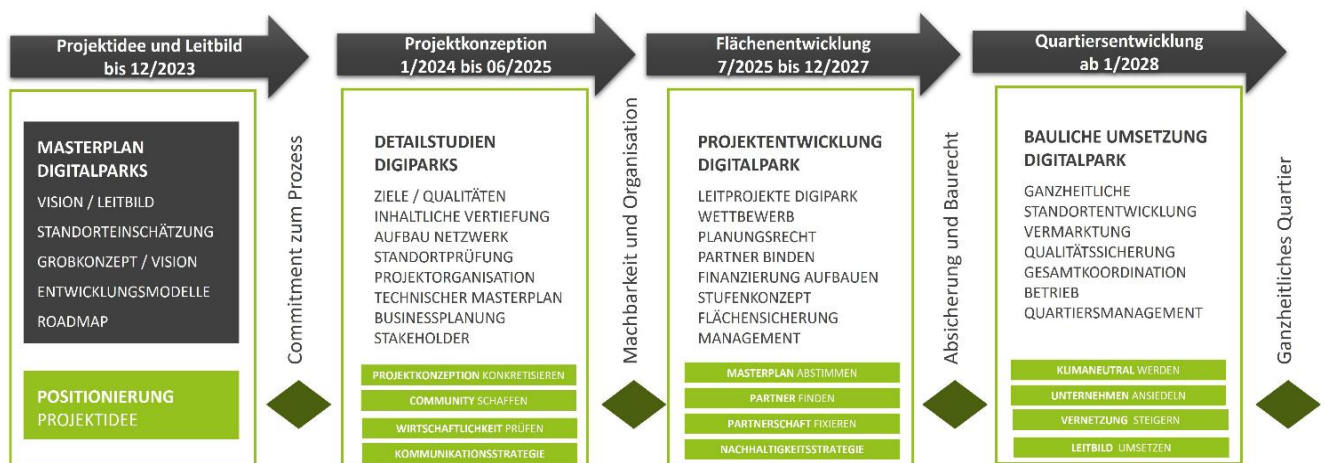 Projektidee und Leitbild
bis 12/2023
MASTERPLAN
DIGITALPARKS
VISION / LEITBILD
STANDORTEINSCHÄTZUNG
GROBKONZEPT / VISION
ENTWICKLUNGSMODELLE
ROADMAP
POSITIONIERUNG
PROJEKTIDEE
Commitment zum Prozess
Projektkonzeption
1/2024 bis 06/2025
DETAILSTUDIEN
DIGIPARKS
ZIELE / QUALITÄTEN
INHALTLICHE VERTIEFUNG
AUFBAU NETZWERK
STANDORTPRÜFUNG
PROJEKTORGANISATION
TECHNISCHER MASTERPLAN
BUSINESSPLANUNG
STAKEHOLDER
PROJEKTKONZEPTION KONKRETISIEREN
COMMUNITY SCHAFFEN
WIRTSCHAFTLICHKEIT PRÜFEN
KOMMUNIKATIONSSTRATEGIE
Machbarkeit und Organisation
Flächenentwicklung
7/2025 bis 12/2027
PROJEKTENTWICKLUNG
DIGITALPARK
LEITPROJEKTE DIGIPARK
WETTBEWERB
PLANUNGSRECHT
PARTNER BINDEN
FINANZIERUNG AUFBAUEN
STUFENKONZEPT
FLÄCHENSICHERUNG
MANAGEMENT
MASTERPLAN ABSTIMMEN
PARTNER FINDEN
PARTNERSCHAFT FIXIEREN
NACHHALTIGKEITSSTRATEGIE
Absicherung und Baurecht
Quartiersentwicklung
ab 1/2028
BAULICHE UMSETZUNG
DIGITALPARK
GANZHEITLICHE
STANDORTENTWICKLUNG
VERMARKTUNG
QUALITÄTSSICHERUNG
GESAMTKOORDINATION
BETRIEB
QUARTIERSMANAGEMENT
KLIMANEUTRAL WERDEN
UNTERNEHMEN ANSIEDELN
VERNETZUNG STEIGERN
LEITBILD UMSETZEN
Ganzheitliches Quartier